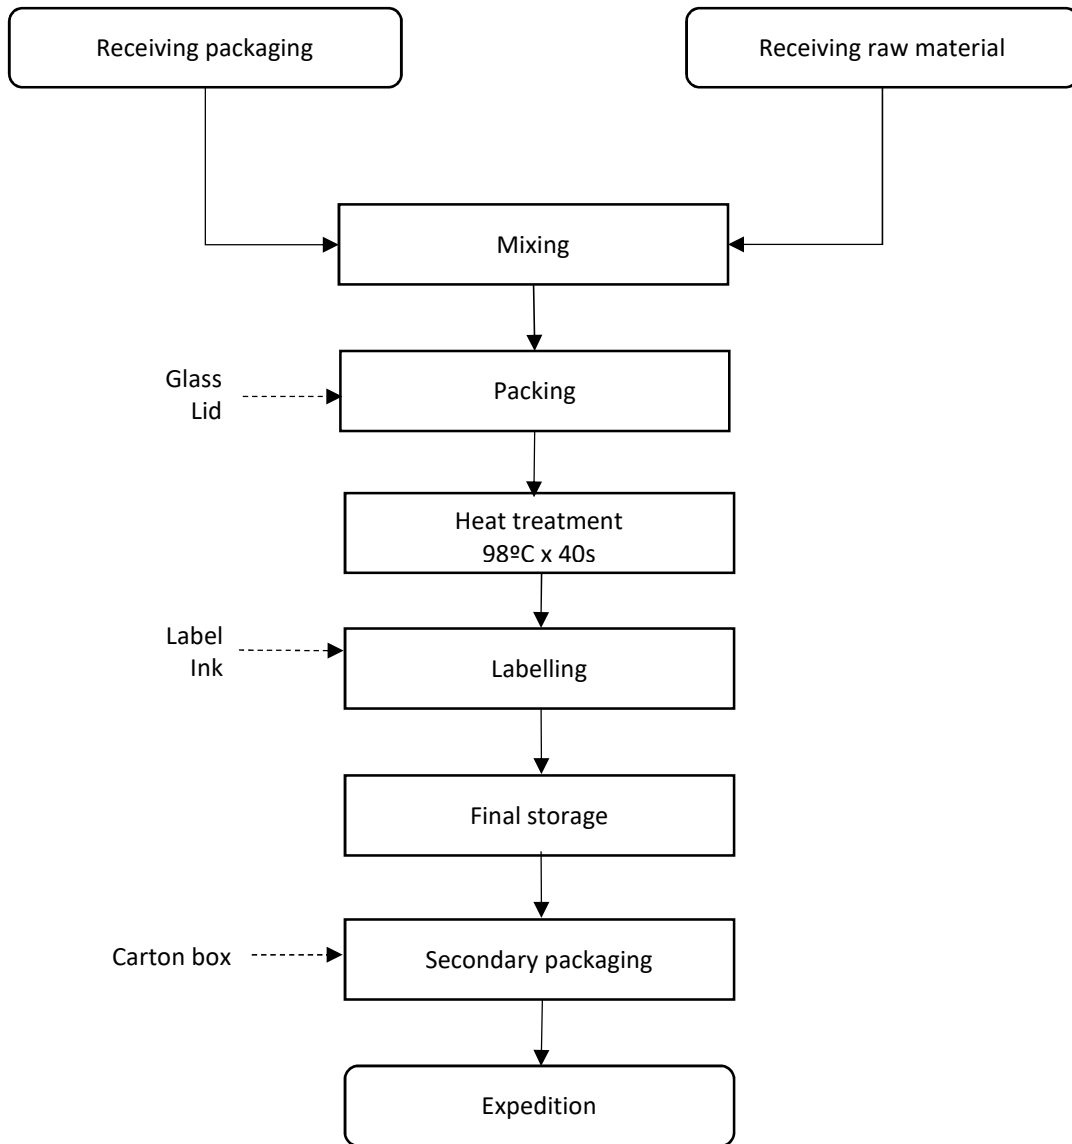 Receiving packaging
Receiving raw material
Mixing
Glass
Lid
Packing
Heat treatment
98ºC x 40s
Label
Ink
Labelling
Final storage
Carton box
Secondary packaging
Expedition